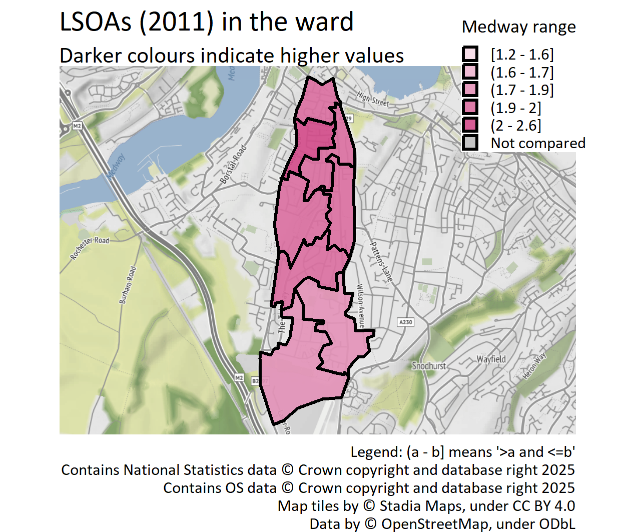 LSOAs (2011) in the ward
Darker colours indicate higher values
Medway range
[1.2 - 1.6]
(1.6 - 1.7]
(1.7 - 1.9]
(1.9 - 2]
(2 - 2.6]
Not compared
High Street
M2
Medway
Borstal Road
Rochester Road
Burham Road
Pattens Lane
Wilson Avenue
The
A230
Snodhurst
Wayfield
M2
Legend: (a - b] means '>a and <=b'
Contains National Statistics data © Crown copyright and database right 2025
Contains OS data © Crown copyright and database right 2025
Map tiles by © Stadia Maps, under CC BY 4.0
Data by © OpenStreetMap, under ODbL